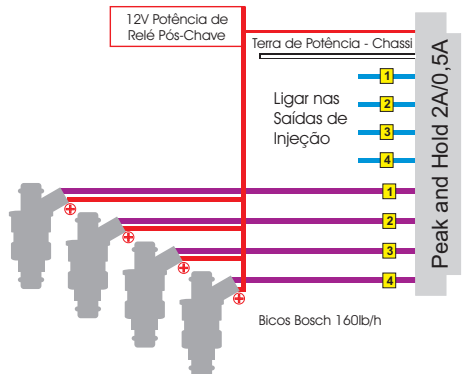 12V Potência de
Relé Pós-Chave
Terra de Potência - Chassi
Peak and Hold 2A/0,5A
1
2
3
4
Ligar nas
Saídas de
Injeção
1
2
3
4
+
+
+
+
Bicos Bosch 160lb/h